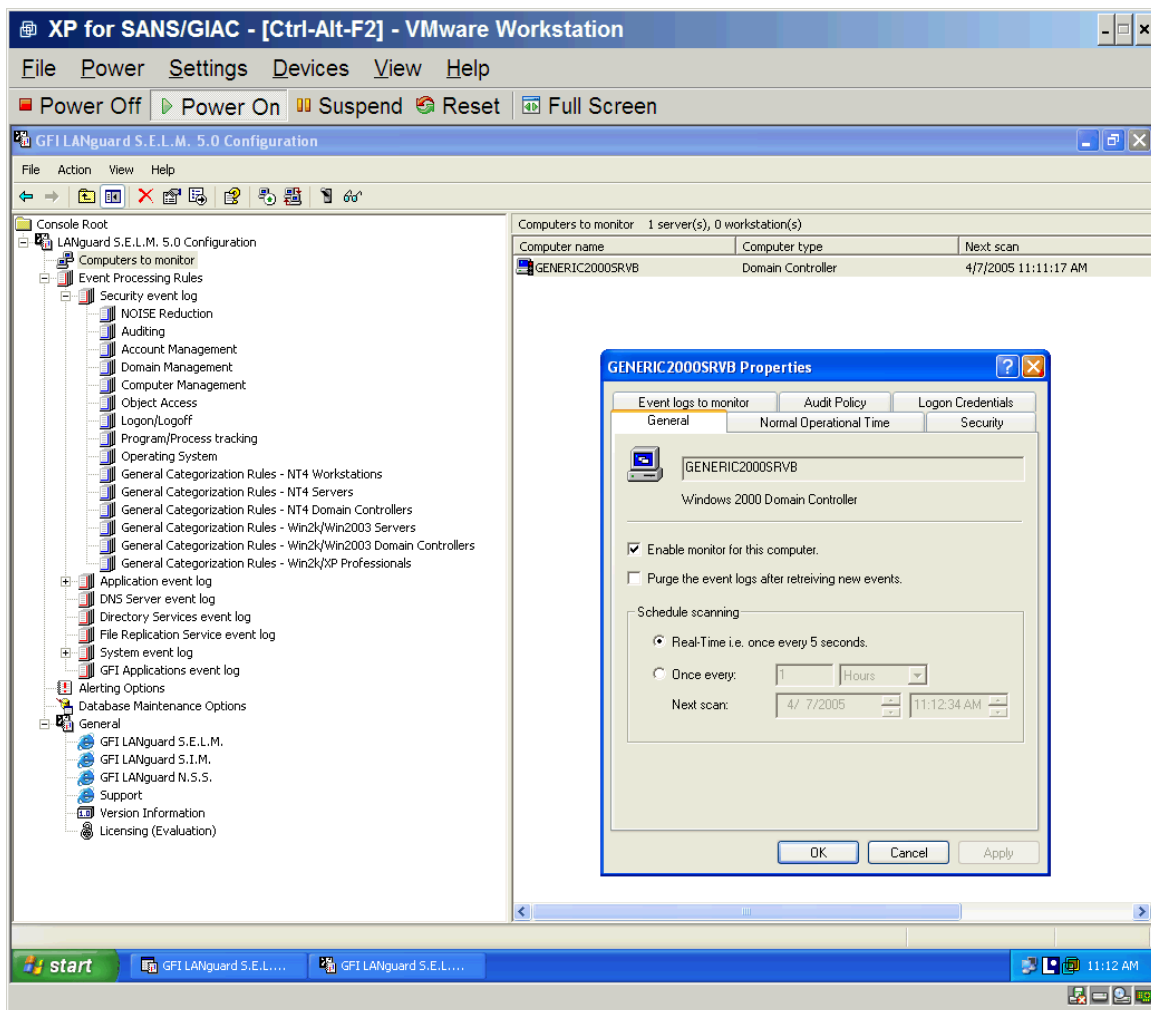 XP for SANS/GIAC - [Ctrl-Alt-F2] - VMware Workstation
File Power Settings Devices View Help
Power Off Power On Suspend Reset Full Screen
GFI LANguard S.E.L.M. 5.0 Configuration
File Action View Help
Console Root
LANguard S.E.L.M. 5.0 Configuration
Computers to monitor
Event Processing Rules
Security event log
NOISE Reduction
Auditing
Account Management
Domain Management
Computer Management
Object Access
Logon/Logoff
Program/Process tracking
Operating System
General Categorization Rules - NT4 Workstations
General Categorization Rules - NT4 Servers
General Categorization Rules - NT4 Domain Controllers
General Categorization Rules - Win2k/Win2003 Servers
General Categorization Rules - Win2k/Win2003 Domain Controllers
General Categorization Rules - Win2k/XP Professionals
Application event log
DNS Server event log
Directory Services event log
File Replication Service event log
System event log
GFI Applications event log
Alerting Options
Database Maintenance Options
General
GFI LANguard S.E.L.M.
GFI LANguard S.I.M.
GFI LANguard N.S.S.
Support
Version Information
Licensing (Evaluation)
Computers to monitor 1 server(s), 0 workstation(s)
Computer name Computer type Next scan
GENERIC2000SRVB Domain Controller 4/7/2005 11:11:17 AM
GENERIC2000SRVB Properties
Event logs to monitor Audit Policy Logon Credentials
General Normal Operational Time Security
GENERIC2000SRVB
Windows 2000 Domain Controller
Enable monitor for this computer.
Purge the event logs after retreiving new events.
Schedule scanning
Real-Time i.e. once every 5 seconds.
Once every: 1 Hours
Next scan: 4/ 7/2005 11:12:34 AM
OK Cancel Apply
start GFI LANguard S.E.L.... GFI LANguard S.E.L.... 11:12 AM